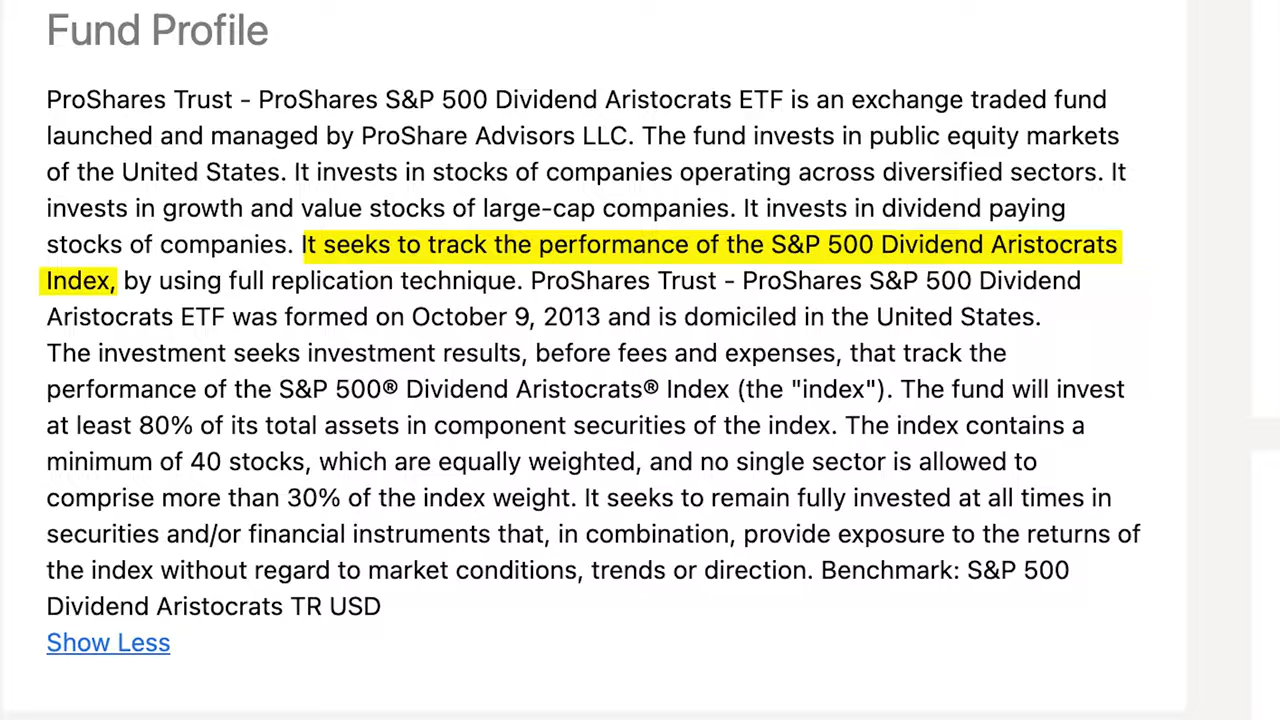 Fund Profile
ProShares Trust - ProShares S&P 500 Dividend Aristocrats ETF is an exchange traded fund
launched and managed by ProShare Advisors LLC. The fund invests in public equity markets
of the United States. It invests in stocks of companies operating across diversified sectors. It
invests in growth and value stocks of large-cap companies. It invests in dividend paying
stocks of companies. It seeks to track the performance of the S&P 500 Dividend Aristocrats
Index, by using full replication technique. ProShares Trust - ProShares S&P 500 Dividend
Aristocrats ETF was formed on October 9, 2013 and is domiciled in the United States.
The investment seeks investment results, before fees and expenses, that track the
performance of the S&P 500® Dividend Aristocrats® Index (the "index"). The fund will invest
at least 80% of its total assets in component securities of the index. The index contains a
minimum of 40 stocks, which are equally weighted, and no single sector is allowed to
comprise more than 30% of the index weight. It seeks to remain fully invested at all times in
securities and/or financial instruments that, in combination, provide exposure to the returns of
the index without regard to market conditions, trends or direction. Benchmark: S&P 500
Dividend Aristocrats TR USD
Show Less